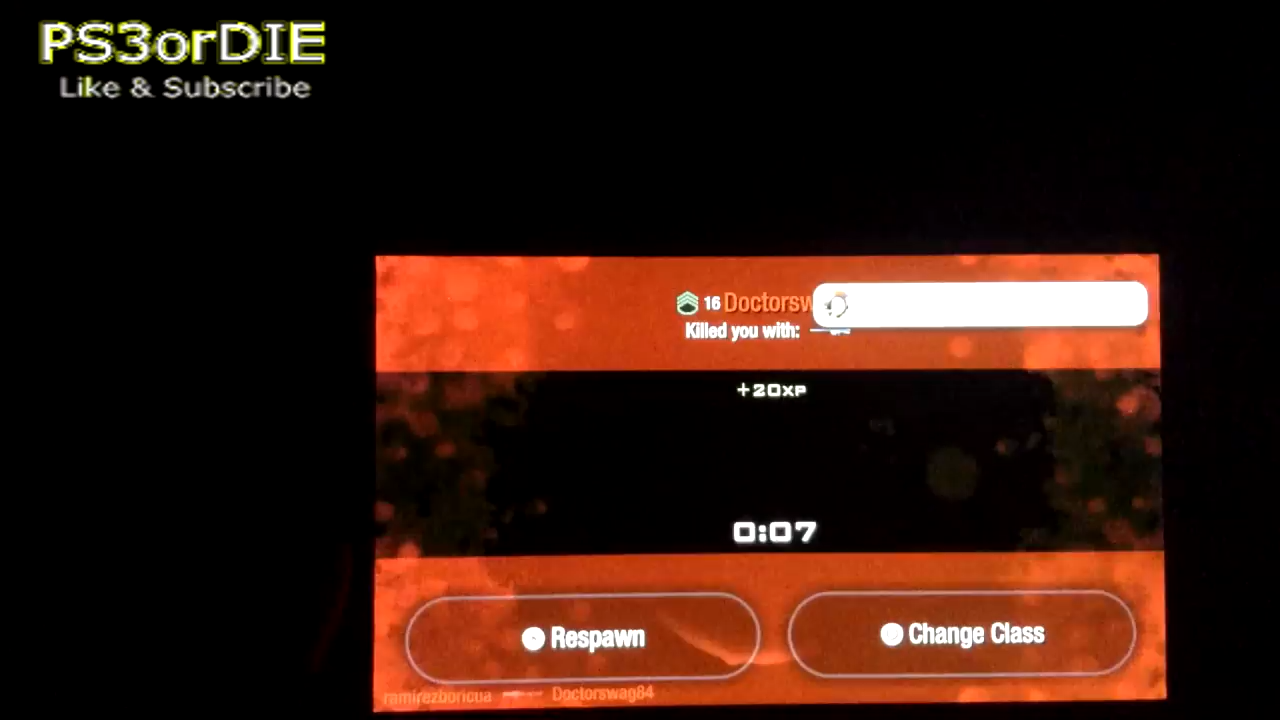 PS3orDIE
Like & Subscribe
16 Doctorsw
Killed you with:
+20XP
0:07
Respawn
Change Class
ramirezboricua Doctorswag84